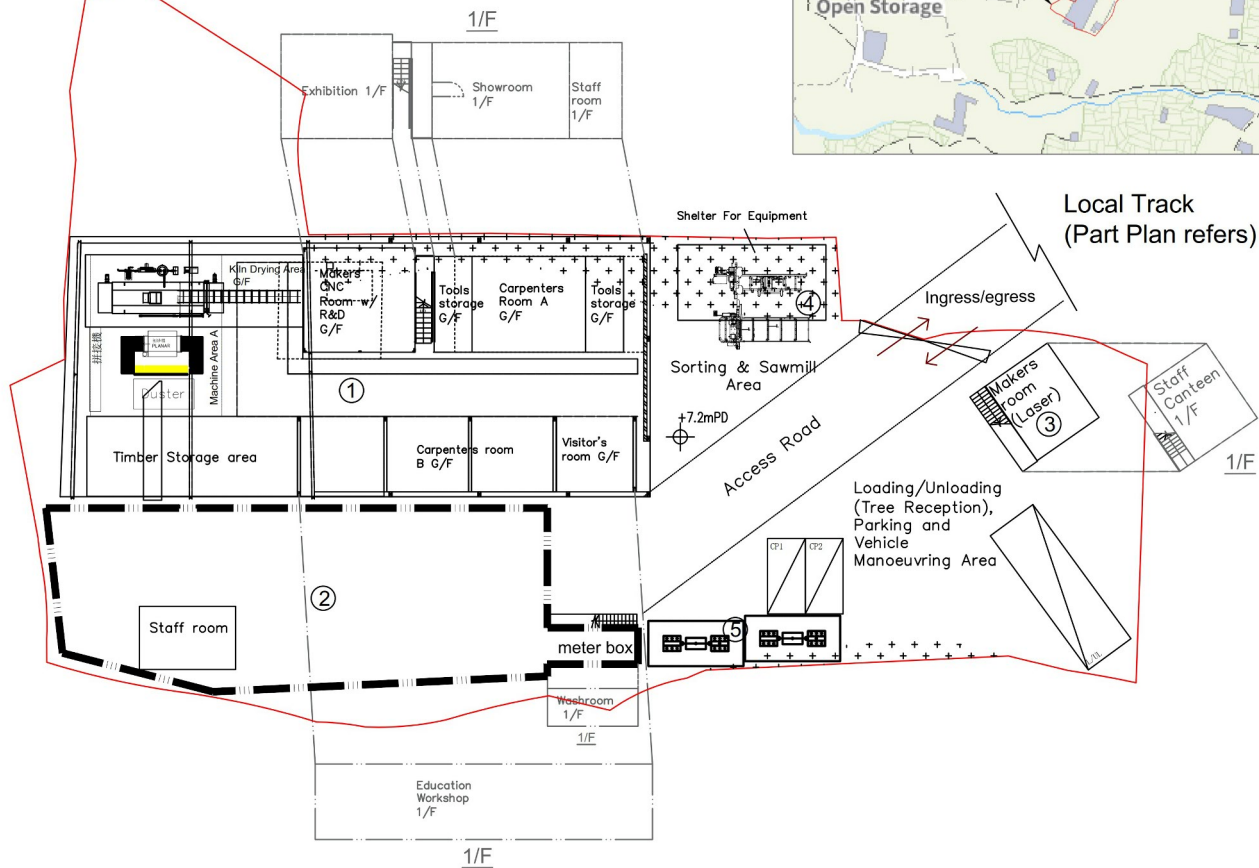 Open Storage
1/F
Exhibition 1/F
Showroom
1/F
Staff
room
1/F
Local Track
(Part Plan refers)
Shelter For Equipment
Kiln Drying Area
G/F
Makers
CNC
Room w/
R&D
G/F
Tools
storage
G/F
Carpenters
Room A
G/F
Tools
storage
G/F
4
Ingress/egress
拼接機
PLANAR
Machine Area A
Duster
1
Sorting & Sawmill
Area
Makers
room
(Laser)
3
Staff
Canteen
1/F
1/F
+7.2mPD
Access Road
Timber Storage area
Carpenters room
B G/F
Visitor's
room G/F
Loading/Unloading
(Tree Reception),
Parking and
Vehicle
Manoeuvring Area
CP1
CP2
2
Staff room
meter box
5
L/UL
Washroom
1/F
1/F
Education
Workshop
1/F
1/F